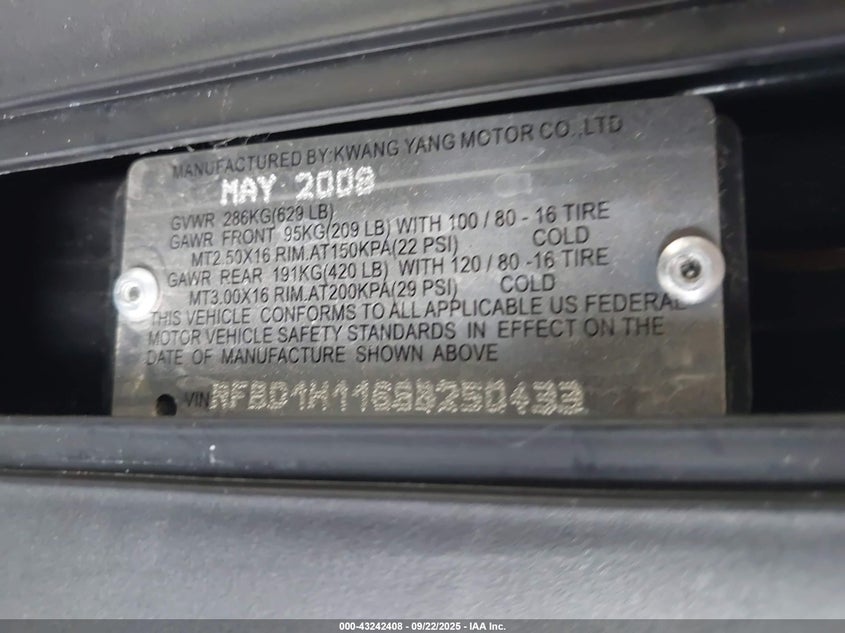 MANUFACTURED BY:KWANG YANG MOTOR CO.,LTD
MAY 2008
GVWR 286KG(629 LB)
GAWR FRONT 95KG(209 LB) WITH 100 / 80 - 16 TIRE
MT2.50X16 RIM.AT150KPA(22 PSI) COLD
GAWR REAR 191KG(420 LB) WITH 120 / 80 -16 TIRE
MT3.00X16 RIM.AT200KPA(29 PSI) COLD
THIS VEHICLE CONFORMS TO ALL APPLICABLE US FEDERAL
MOTOR VEHICLE SAFETY STANDARDS IN EFFECT ON THE
DATE OF MANUFACTURE SHOWN ABOVE
VIN
000-43242408 - 09/22/2025 - IAA Inc.